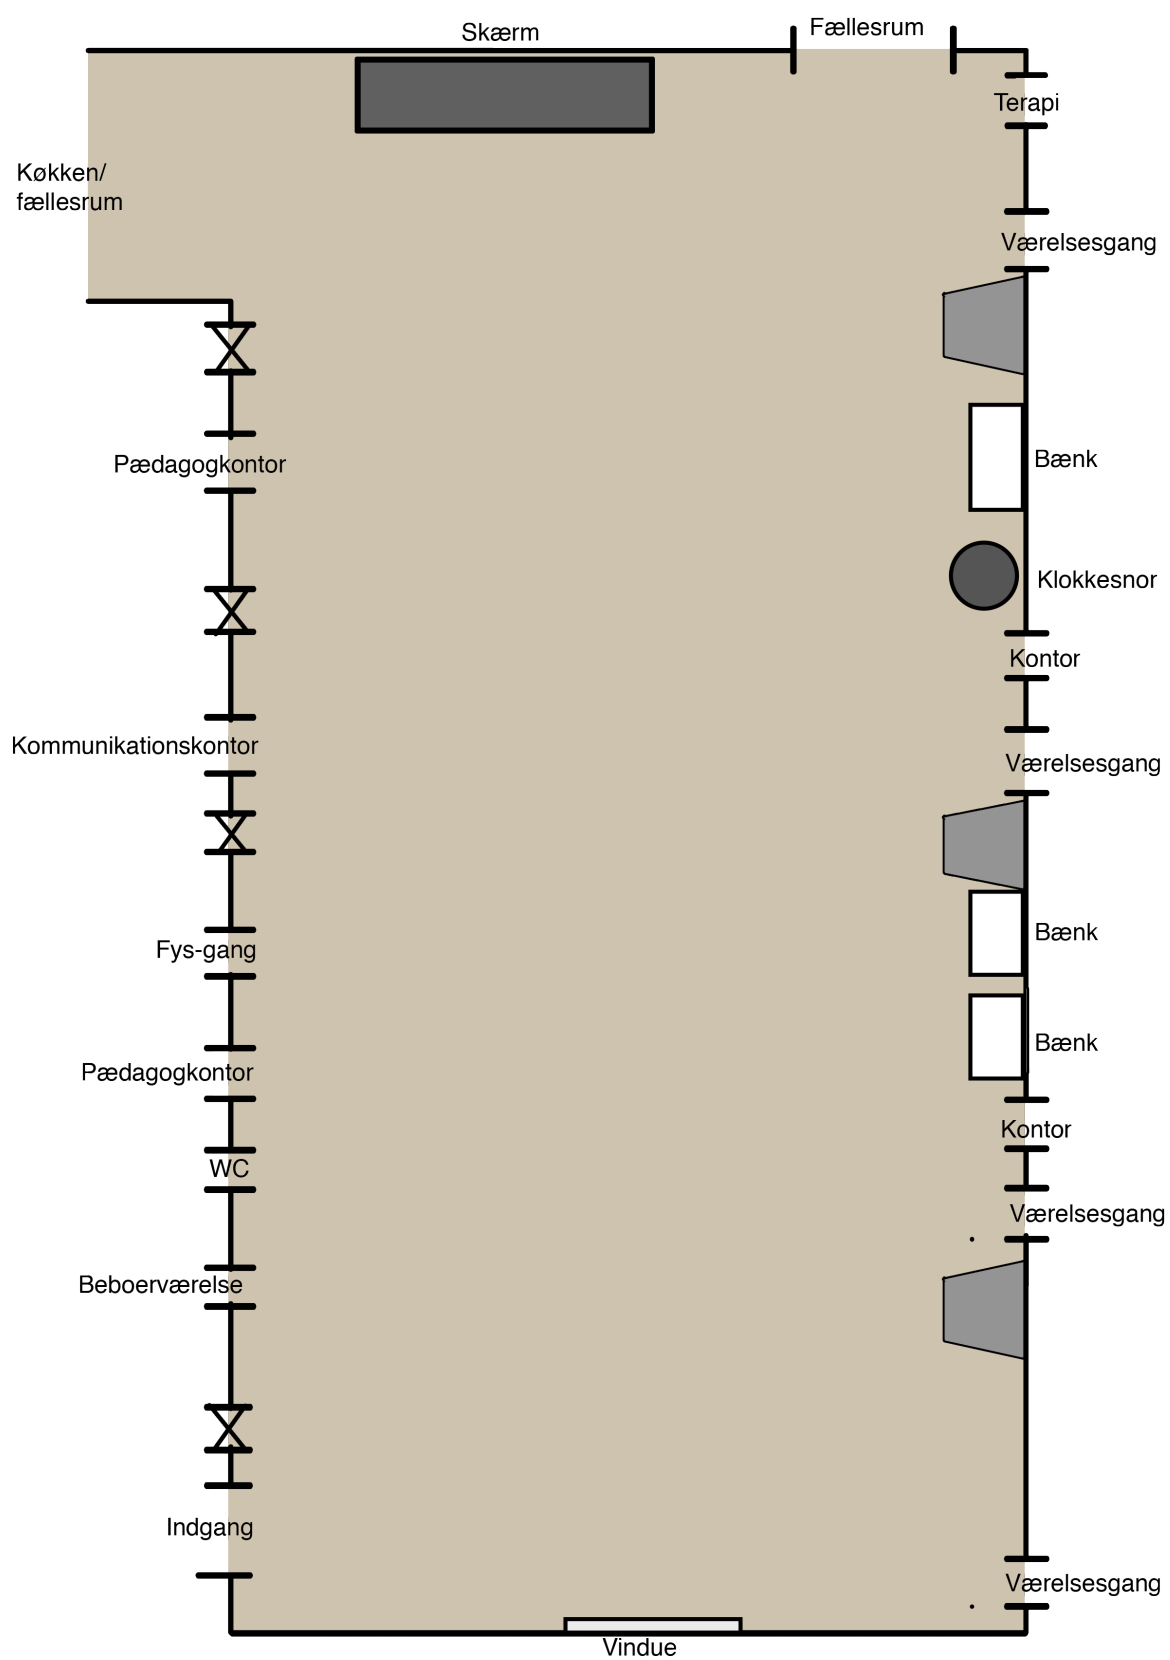 Skærm
Fællesrum
Terapi
Køkken/
fællesrum
Værelsesgang
Pædagogkontor
Bænk
Klokkesnor
Kontor
Kommunikationskontor
Værelsesgang
Fys-gang
Bænk
Bænk
Pædagogkontor
Kontor
WC
Værelsesgang
Beboerværelse
Indgang
Værelsesgang
Vindue